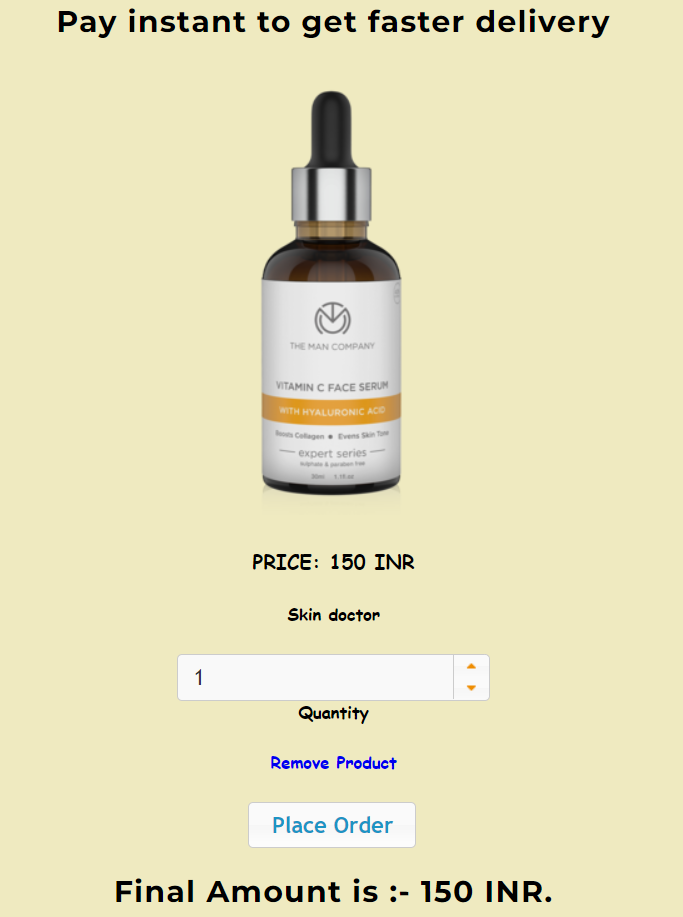 Pay instant to get faster delivery
THE MAN COMPANY
VITAMIN C FACE SERUM
WITH HYALURONIC ACID
Boosts Collagen ● Evens Skin Tone
expert series
sulphate & paraben free
30ml 1.1fl oz
PRICE: 150 INR
Skin doctor
1
Quantity
Remove Product
Place Order
Final Amount is :- 150 INR.